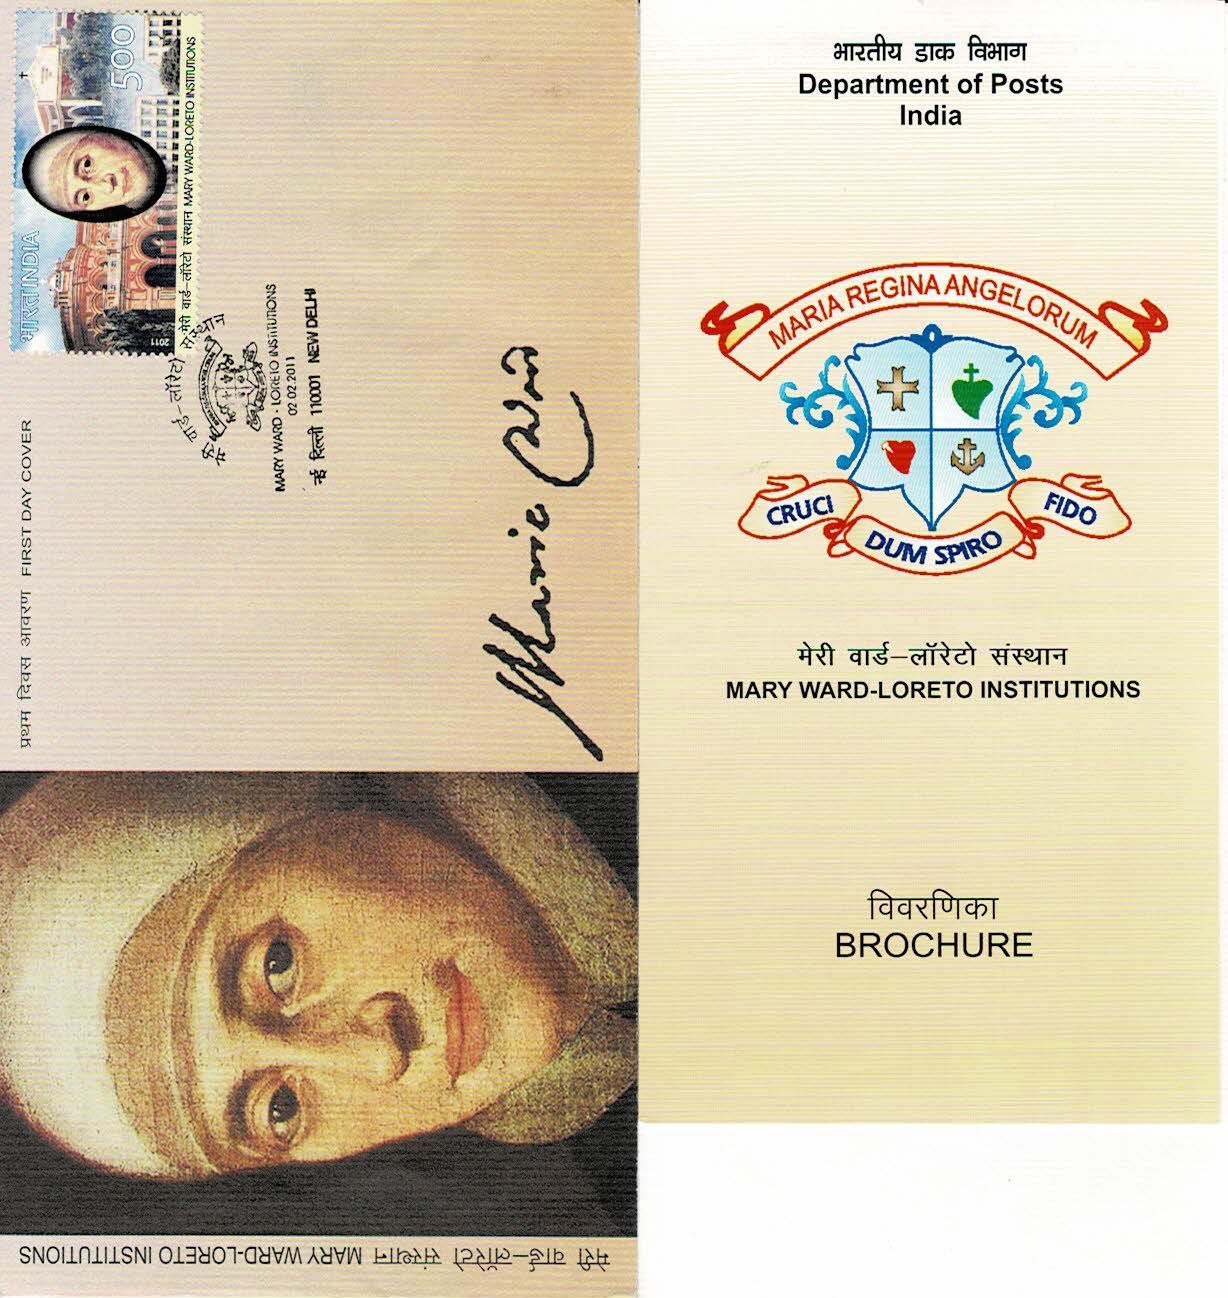 मेरी वार्ड–लॉरेटो संस्थान MARY WARD-LORETO INSTITUTIONS
प्रथम दिवस आवरण FIRST DAY COVER
भारत INDIA
500
2011
मेरी वार्ड–लॉरेटो संस्थान MARY WARD-LORETO INSTITUTIONS
मेरी वार्ड–लॉरेटो संस्थान
MARY WARD - LORETO INSTITUTIONS
02.02.2011
नई दिल्ली 110001 NEW DELHI
Marie Ward
भारतीय डाक विभाग
Department of Posts
India
MARIA REGINA ANGELORUM
CRUCI
DUM SPIRO
FIDO
मेरी वार्ड–लॉरेटो संस्थान
MARY WARD-LORETO INSTITUTIONS
विवरणिका
BROCHURE